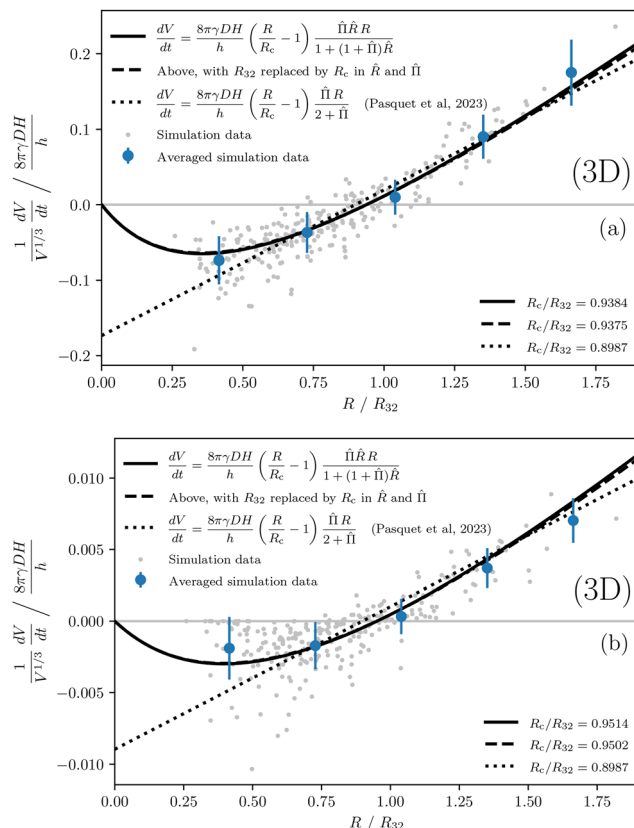 0.2
0.1
0.0
−0.1
−0.2
1/V^{1/3} dV/dt / 8πγDH/h
dV/dt = 8πγDH/h (R/R_c − 1) Π̂R̂R/(1 + (1 + Π̂)R̂)
Above, with R_32 replaced by R_c in R̂ and Π̂
dV/dt = 8πγDH/h (R/R_c − 1) Π̂R/(2 + Π̂) (Pasquet et al, 2023)
Simulation data
Averaged simulation data
(3D)
(a)
R_c/R_32 = 0.9384
R_c/R_32 = 0.9375
R_c/R_32 = 0.8987
0.00 0.25 0.50 0.75 1.00 1.25 1.50 1.75
R / R_32
0.010
0.005
0.000
−0.005
−0.010
1/V^{1/3} dV/dt / 8πγDH/h
dV/dt = 8πγDH/h (R/R_c − 1) Π̂R̂R/(1 + (1 + Π̂)R̂)
Above, with R_32 replaced by R_c in R̂ and Π̂
dV/dt = 8πγDH/h (R/R_c − 1) Π̂R/(2 + Π̂) (Pasquet et al, 2023)
Simulation data
Averaged simulation data
(3D)
(b)
R_c/R_32 = 0.9514
R_c/R_32 = 0.9502
R_c/R_32 = 0.8987
0.00 0.25 0.50 0.75 1.00 1.25 1.50 1.75
R / R_32